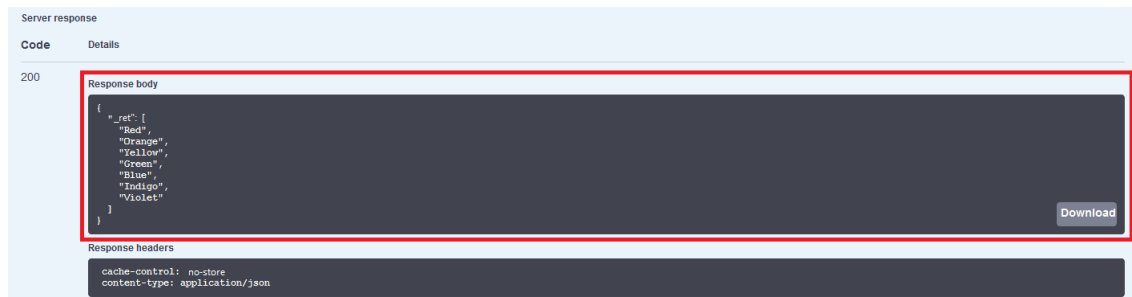 Server response
Code Details
200
Response body
{
"_ret": [
"Red",
"Orange",
"Yellow",
"Green",
"Blue",
"Indigo",
"Violet"
]
}
Download
Response headers
cache-control: no-store
content-type: application/json